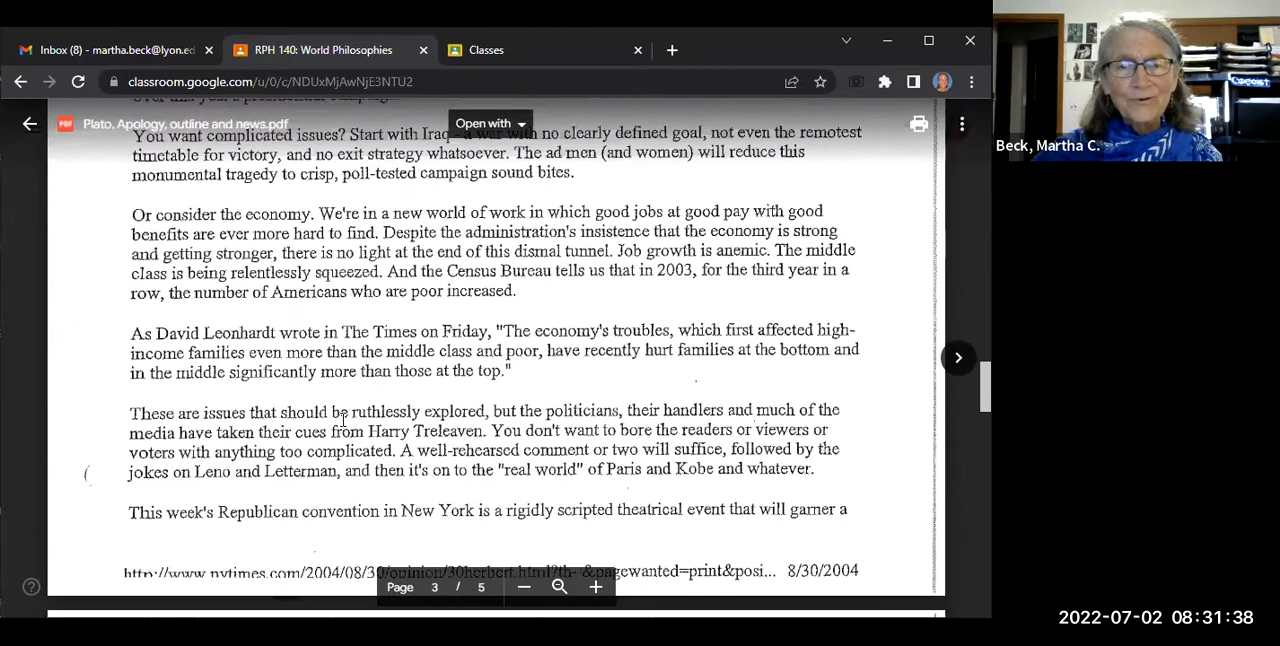 Inbox (8) - martha.beck@lyon.ed
RPH 140: World Philosophies
Classes
classroom.google.com/u/0/c/NDUxMjAwNjE3NTU2
Plato, Apology, outline and news.pdf
Open with
You want complicated issues? Start with Iraq - a war with no clearly defined goal, not even the remotest
timetable for victory, and no exit strategy whatsoever. The ad men (and women) will reduce this
monumental tragedy to crisp, poll-tested campaign sound bites.
Or consider the economy. We're in a new world of work in which good jobs at good pay with good
benefits are ever more hard to find. Despite the administration's insistence that the economy is strong
and getting stronger, there is no light at the end of this dismal tunnel. Job growth is anemic. The middle
class is being relentlessly squeezed. And the Census Bureau tells us that in 2003, for the third year in a
row, the number of Americans who are poor increased.
As David Leonhardt wrote in The Times on Friday, "The economy's troubles, which first affected high-
income families even more than the middle class and poor, have recently hurt families at the bottom and
in the middle significantly more than those at the top."
These are issues that should be ruthlessly explored, but the politicians, their handlers and much of the
media have taken their cues from Harry Treleaven. You don't want to bore the readers or viewers or
voters with anything too complicated. A well-rehearsed comment or two will suffice, followed by the
jokes on Leno and Letterman, and then it's on to the "real world" of Paris and Kobe and whatever.
This week's Republican convention in New York is a rigidly scripted theatrical event that will garner a
http://www.nytimes.com/2004/08/30/opinion/30herbert.html?th &pagewanted=print&posi... 8/30/2004
Page 3 / 5
Beck, Martha C.
2022-07-02 08:31:38